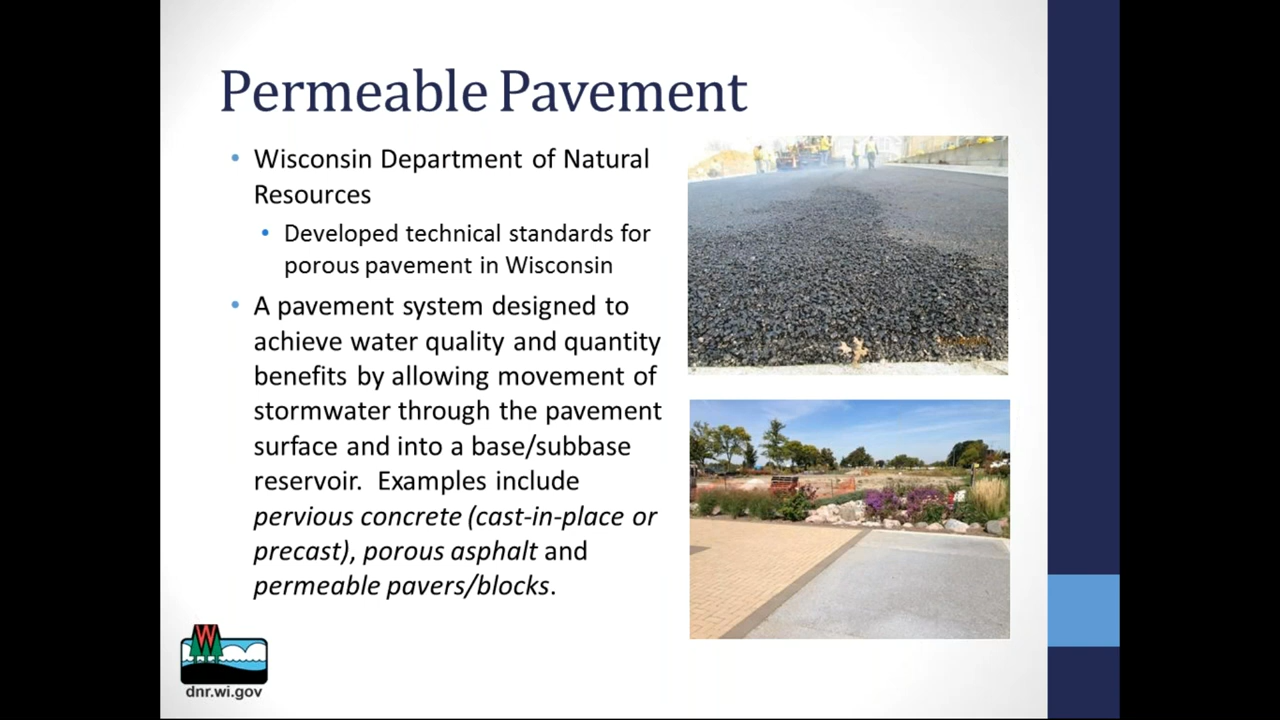 Permeable Pavement
• Wisconsin Department of Natural
Resources
• Developed technical standards for
porous pavement in Wisconsin
• A pavement system designed to
achieve water quality and quantity
benefits by allowing movement of
stormwater through the pavement
surface and into a base/subbase
reservoir.  Examples include
pervious concrete (cast-in-place or
precast), porous asphalt and
permeable pavers/blocks.
W
dnr.wi.gov